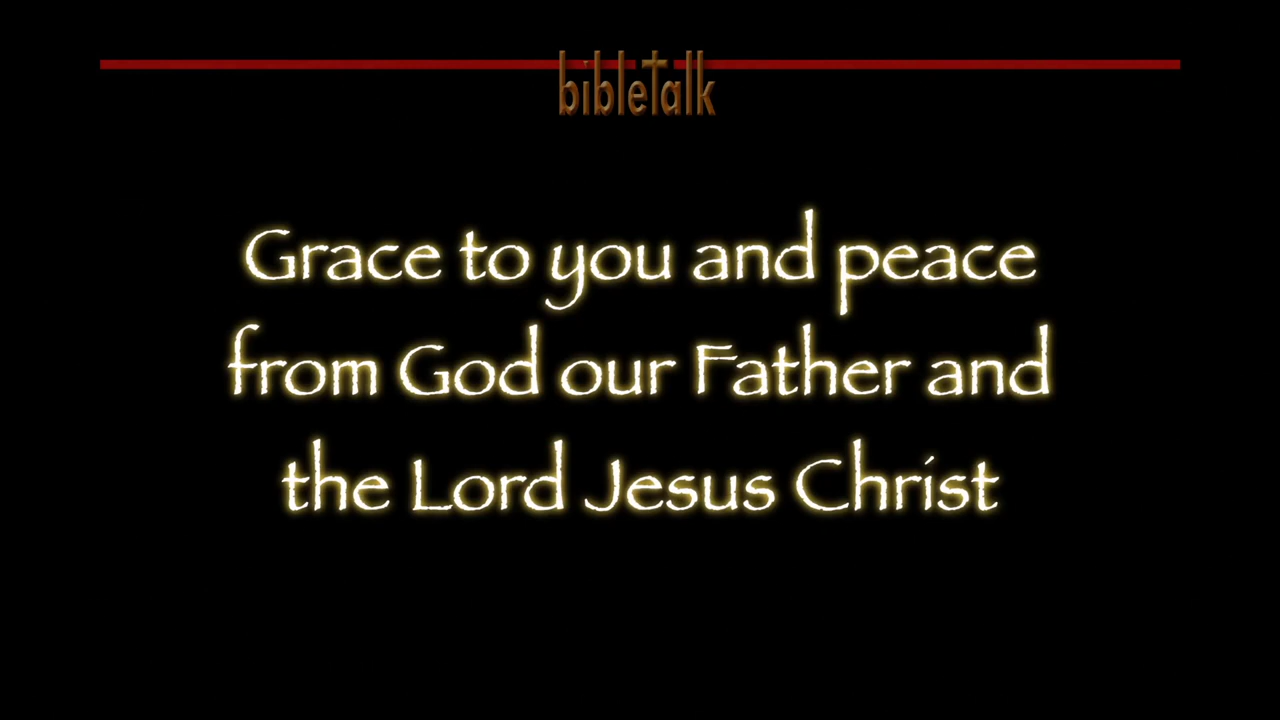 bibleTalk
Grace to you and peace
from God our Father and
the Lord Jesus Christ